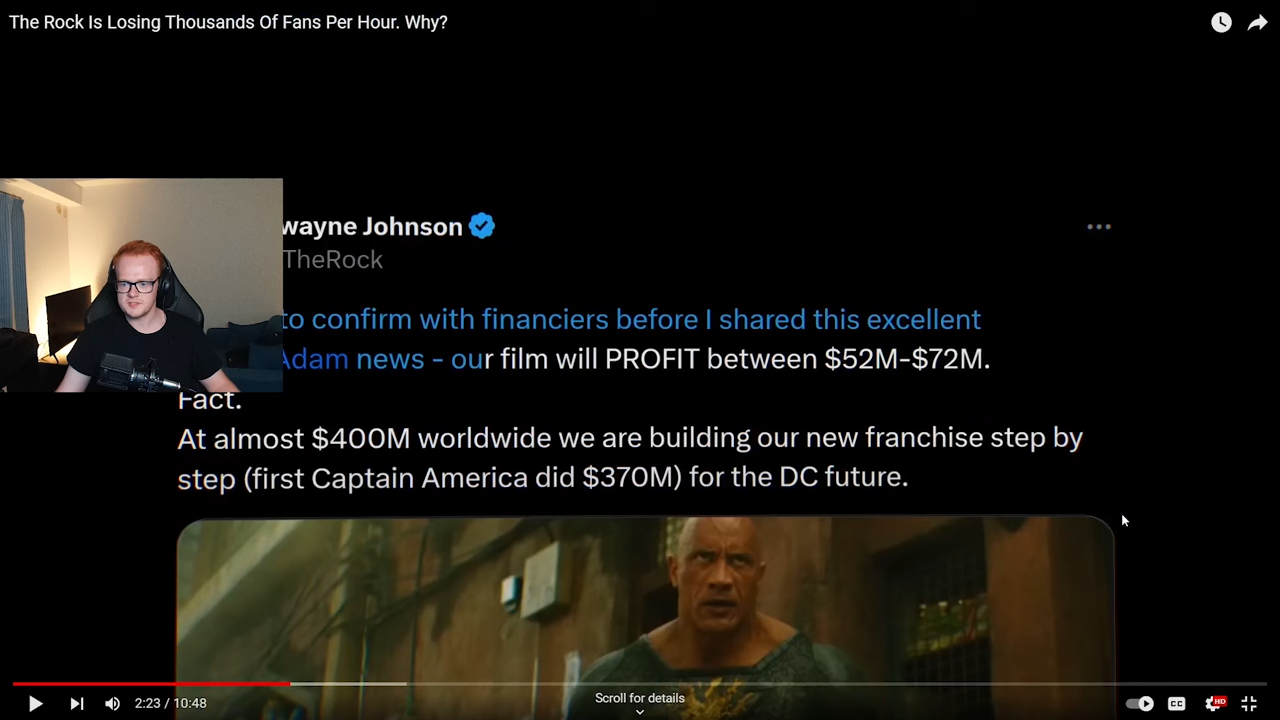 The Rock Is Losing Thousands Of Fans Per Hour. Why?
wayne Johnson
TheRock
to confirm with financiers before I shared this excellent
Adam news - our film will PROFIT between $52M-$72M.
Fact.
At almost $400M worldwide we are building our new franchise step by
step (first Captain America did $370M) for the DC future.
Scroll for details
2:23 / 10:48
CC
HD